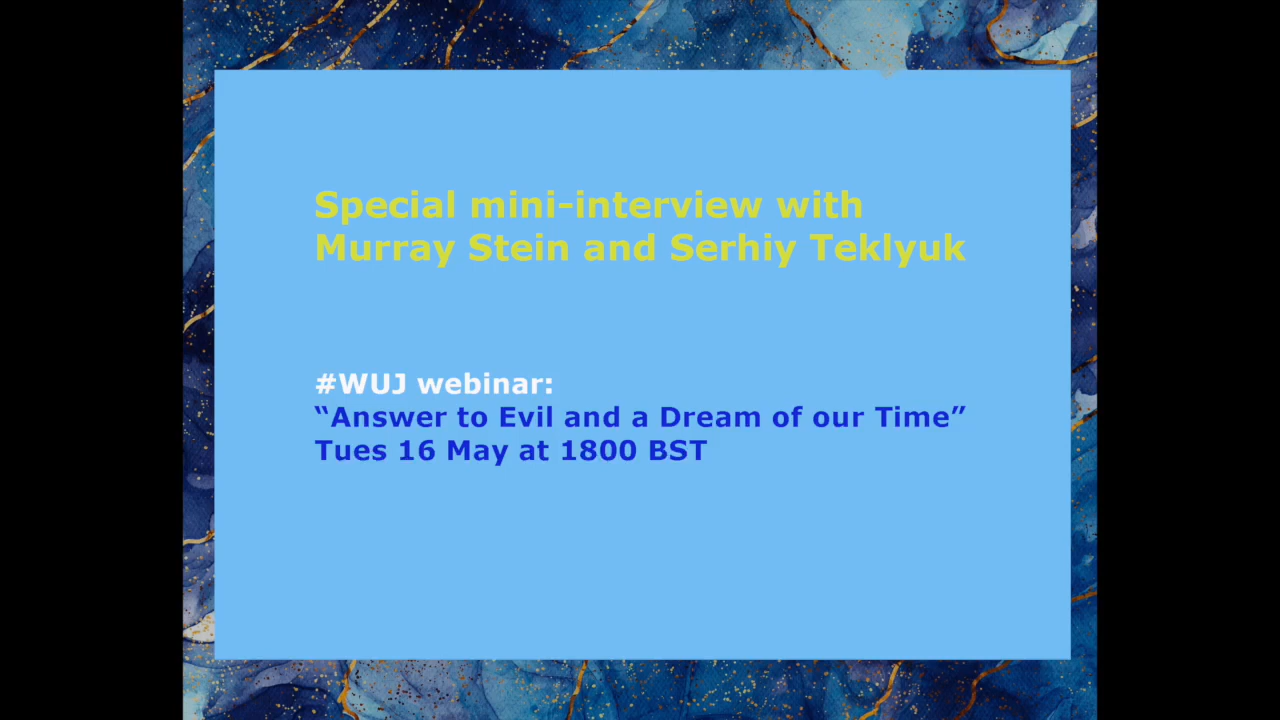 Special mini-interview with
Murray Stein and Serhiy Teklyuk
#WUJ webinar:
“Answer to Evil and a Dream of our Time”
Tues 16 May at 1800 BST